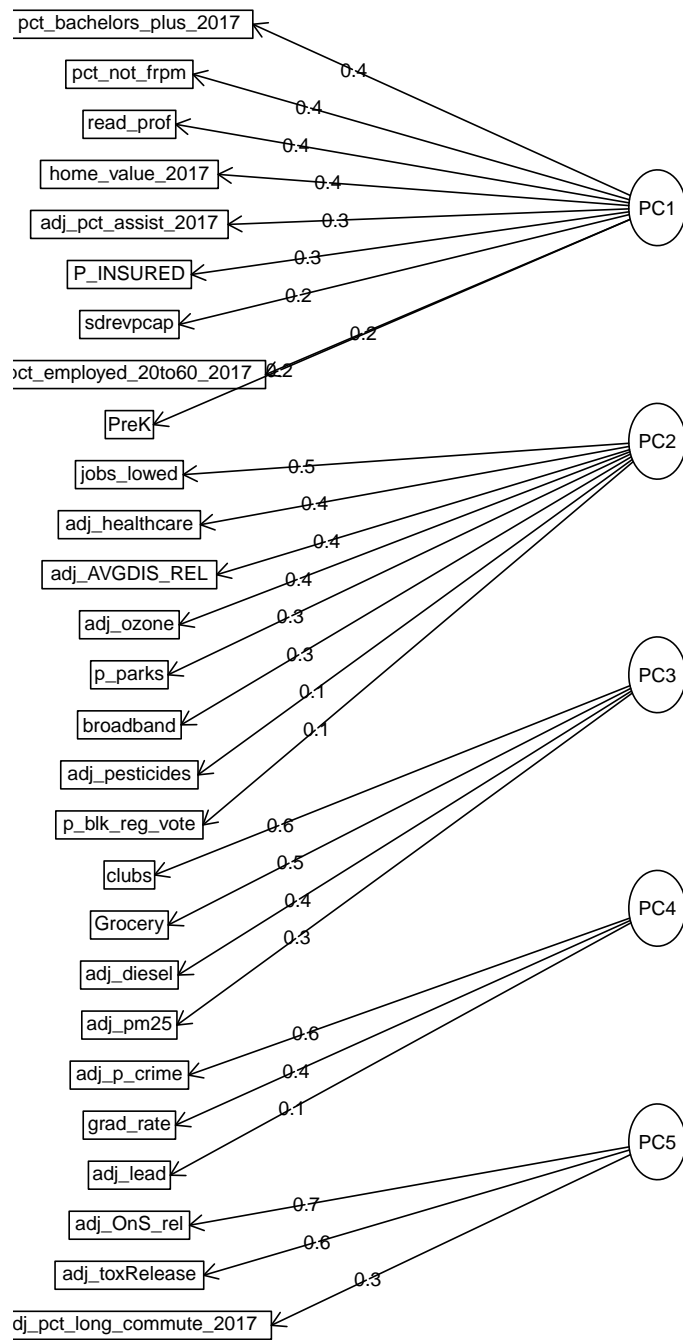 pct_bachelors_plus_2017
0.4
pct_not_frpm
0.4
read_prof
0.4
home_value_2017
0.4
PC1
adj_pct_assist_2017
0.3
P_INSURED
0.3
sdrevpcap
0.2
0.2
pct_employed_20to60_2017
0.2
PreK
PC2
jobs_lowed
0.5
adj_healthcare
0.4
adj_AVGDIS_REL
0.4
adj_ozone
0.4
p_parks
0.3
broadband
0.3
PC3
adj_pesticides
0.1
p_blk_reg_vote
0.1
clubs
0.6
Grocery
0.5
PC4
adj_diesel
0.4
adj_pm25
0.3
adj_p_crime
0.6
grad_rate
0.4
PC5
adj_lead
0.1
adj_OnS_rel
0.7
adj_toxRelease
0.6
dj_pct_long_commute_2017
0.3